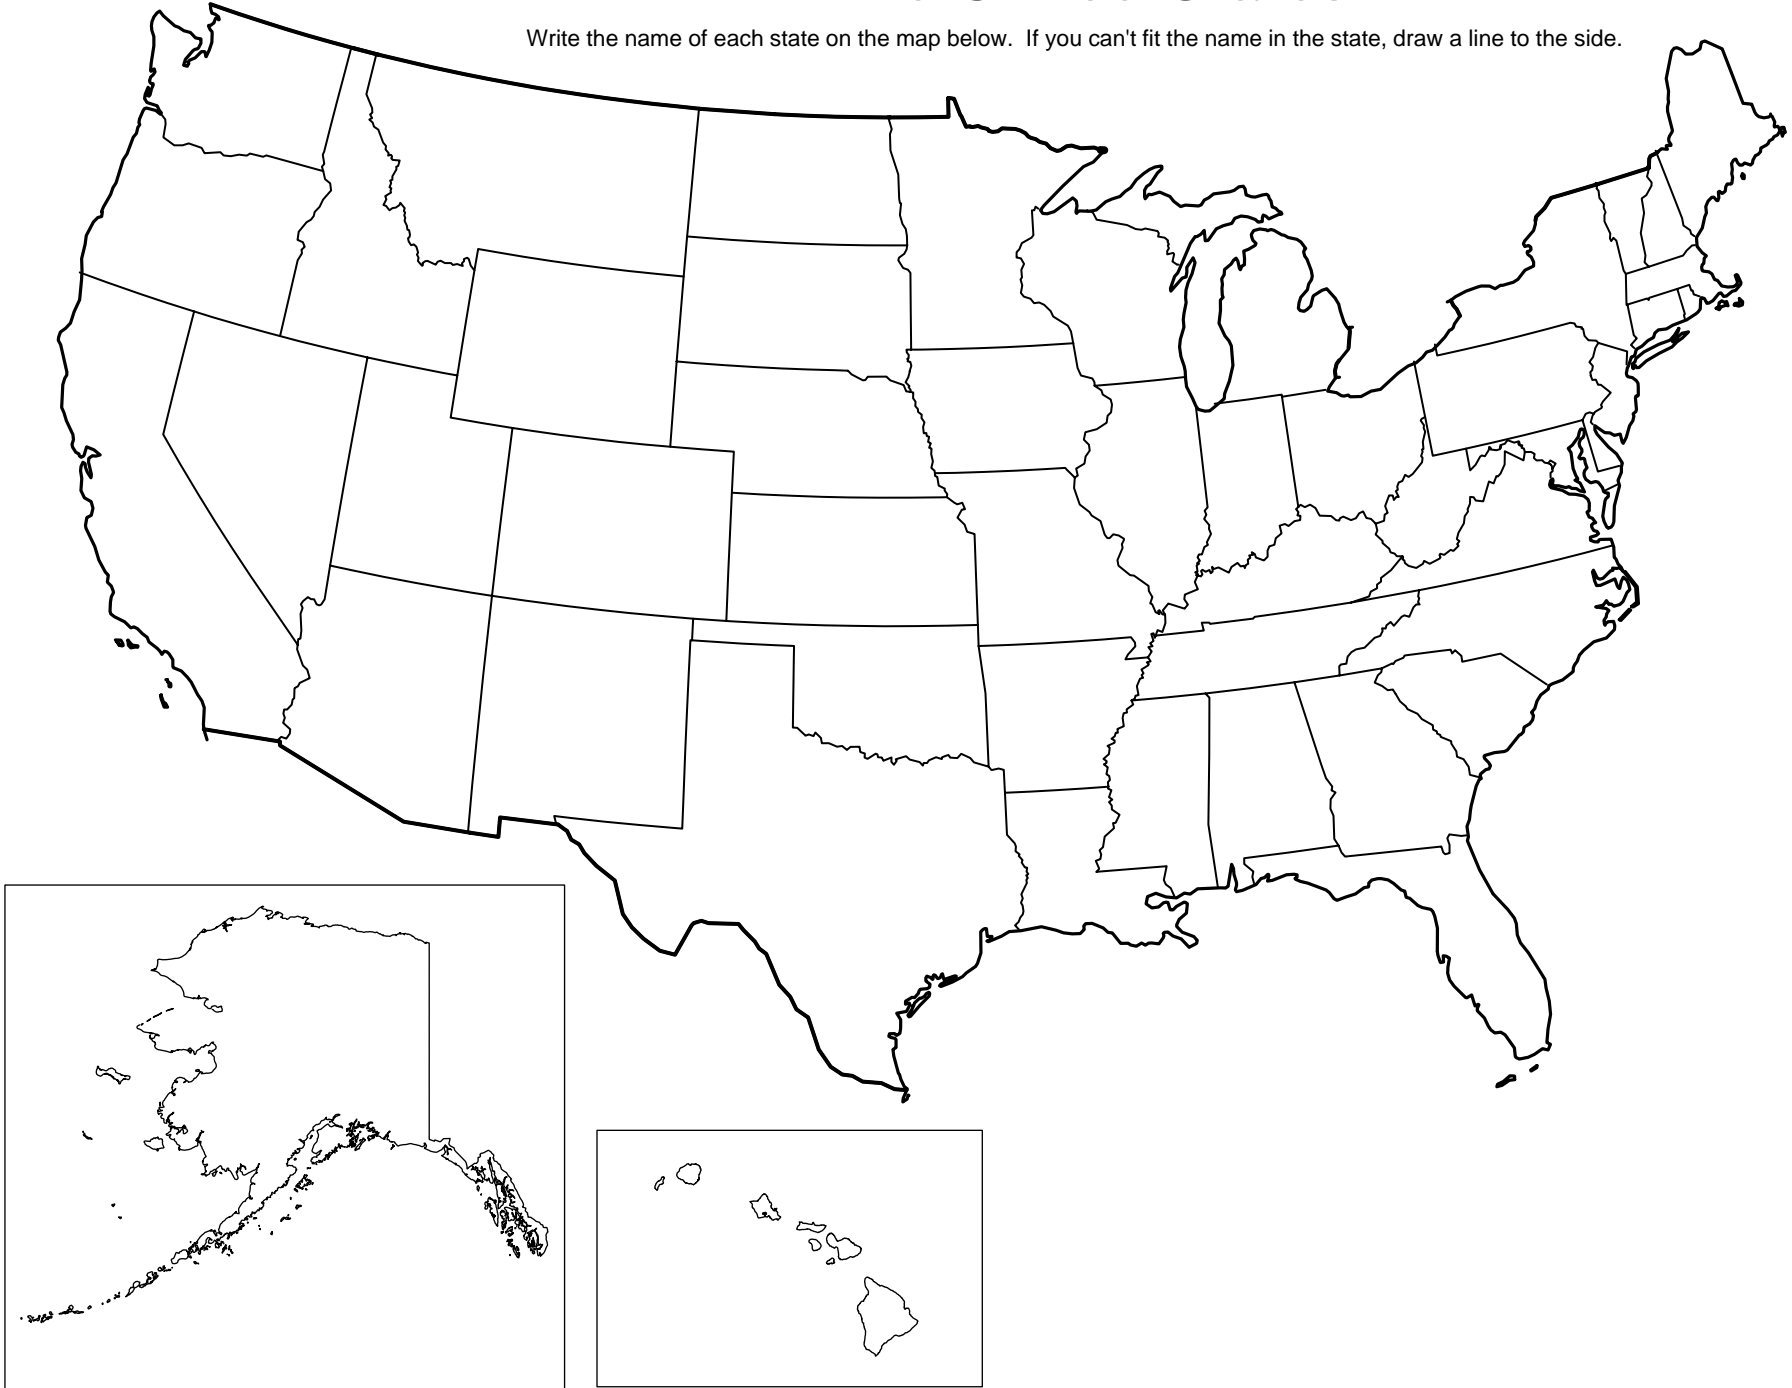 Write the name of each state on the map below.  If you can't fit the name in the state, draw a line to the side.